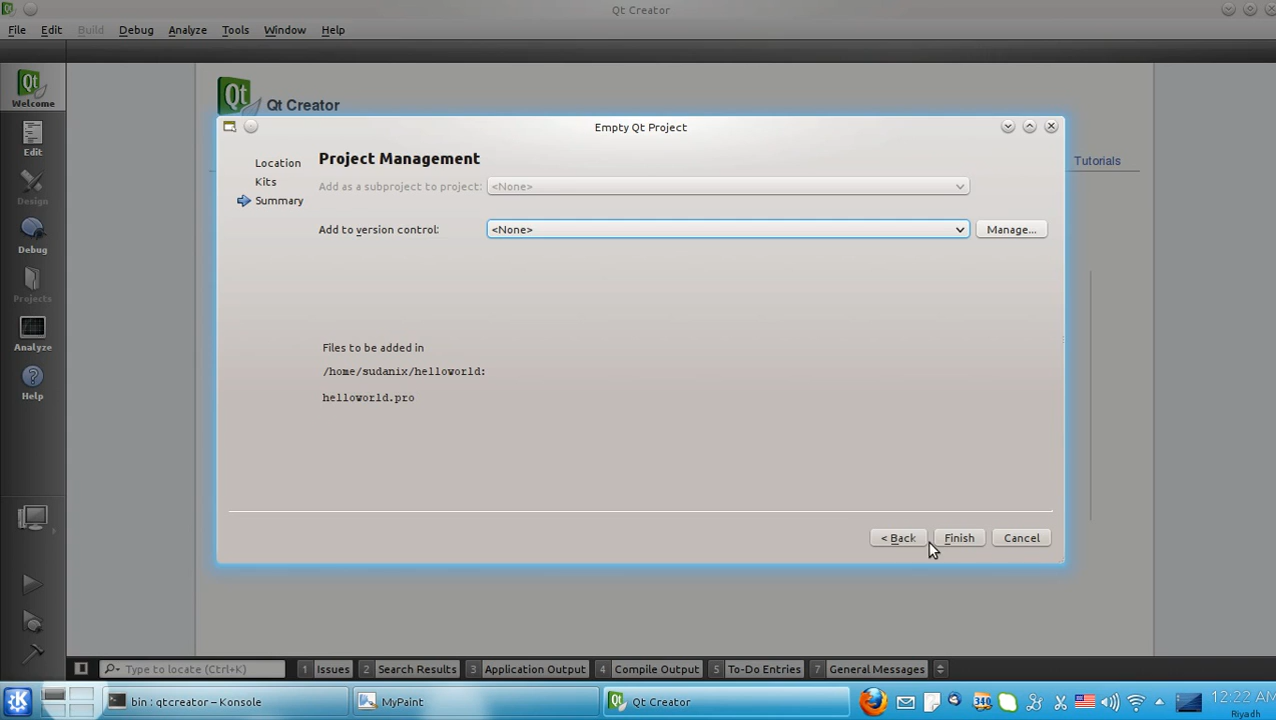 Qt Creator
File Edit Build Debug Analyze Tools Window Help
Qt
Welcome
Edit
Design
Debug
Projects
Analyze
Help
Qt Qt Creator
Tutorials
Empty Qt Project
Location
Kits
Summary
Project Management
Add as a subproject to project: <None>
Add to version control: <None> Manage...
Files to be added in
/home/sudanix/helloworld:
helloworld.pro
< Back Finish Cancel
Type to locate (Ctrl+K) 1 Issues 2 Search Results 3 Application Output 4 Compile Output 5 To-Do Entries 7 General Messages
bin : qtcreator – Konsole MyPaint Qt Creator 340 12:22 AM
Riyadh